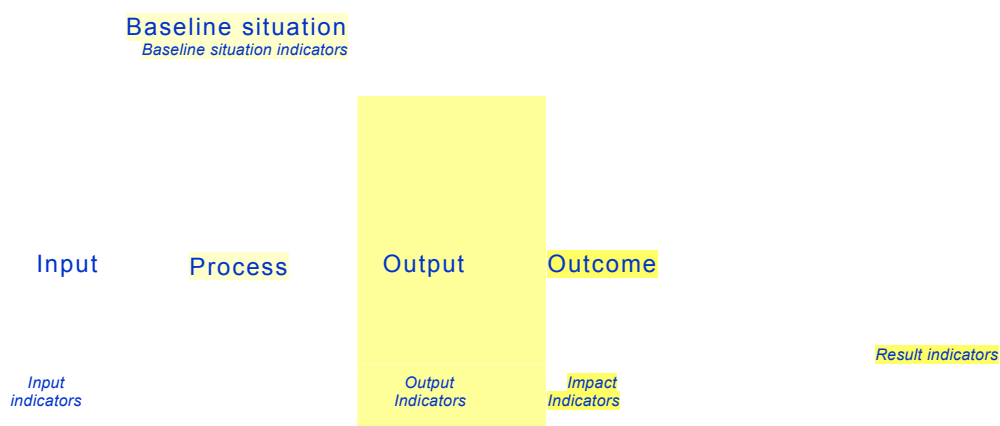 Baseline situation
Baseline situation indicators
Input
Process
Output
Outcome
Result indicators
Input
indicators
Output
Indicators
Impact
Indicators